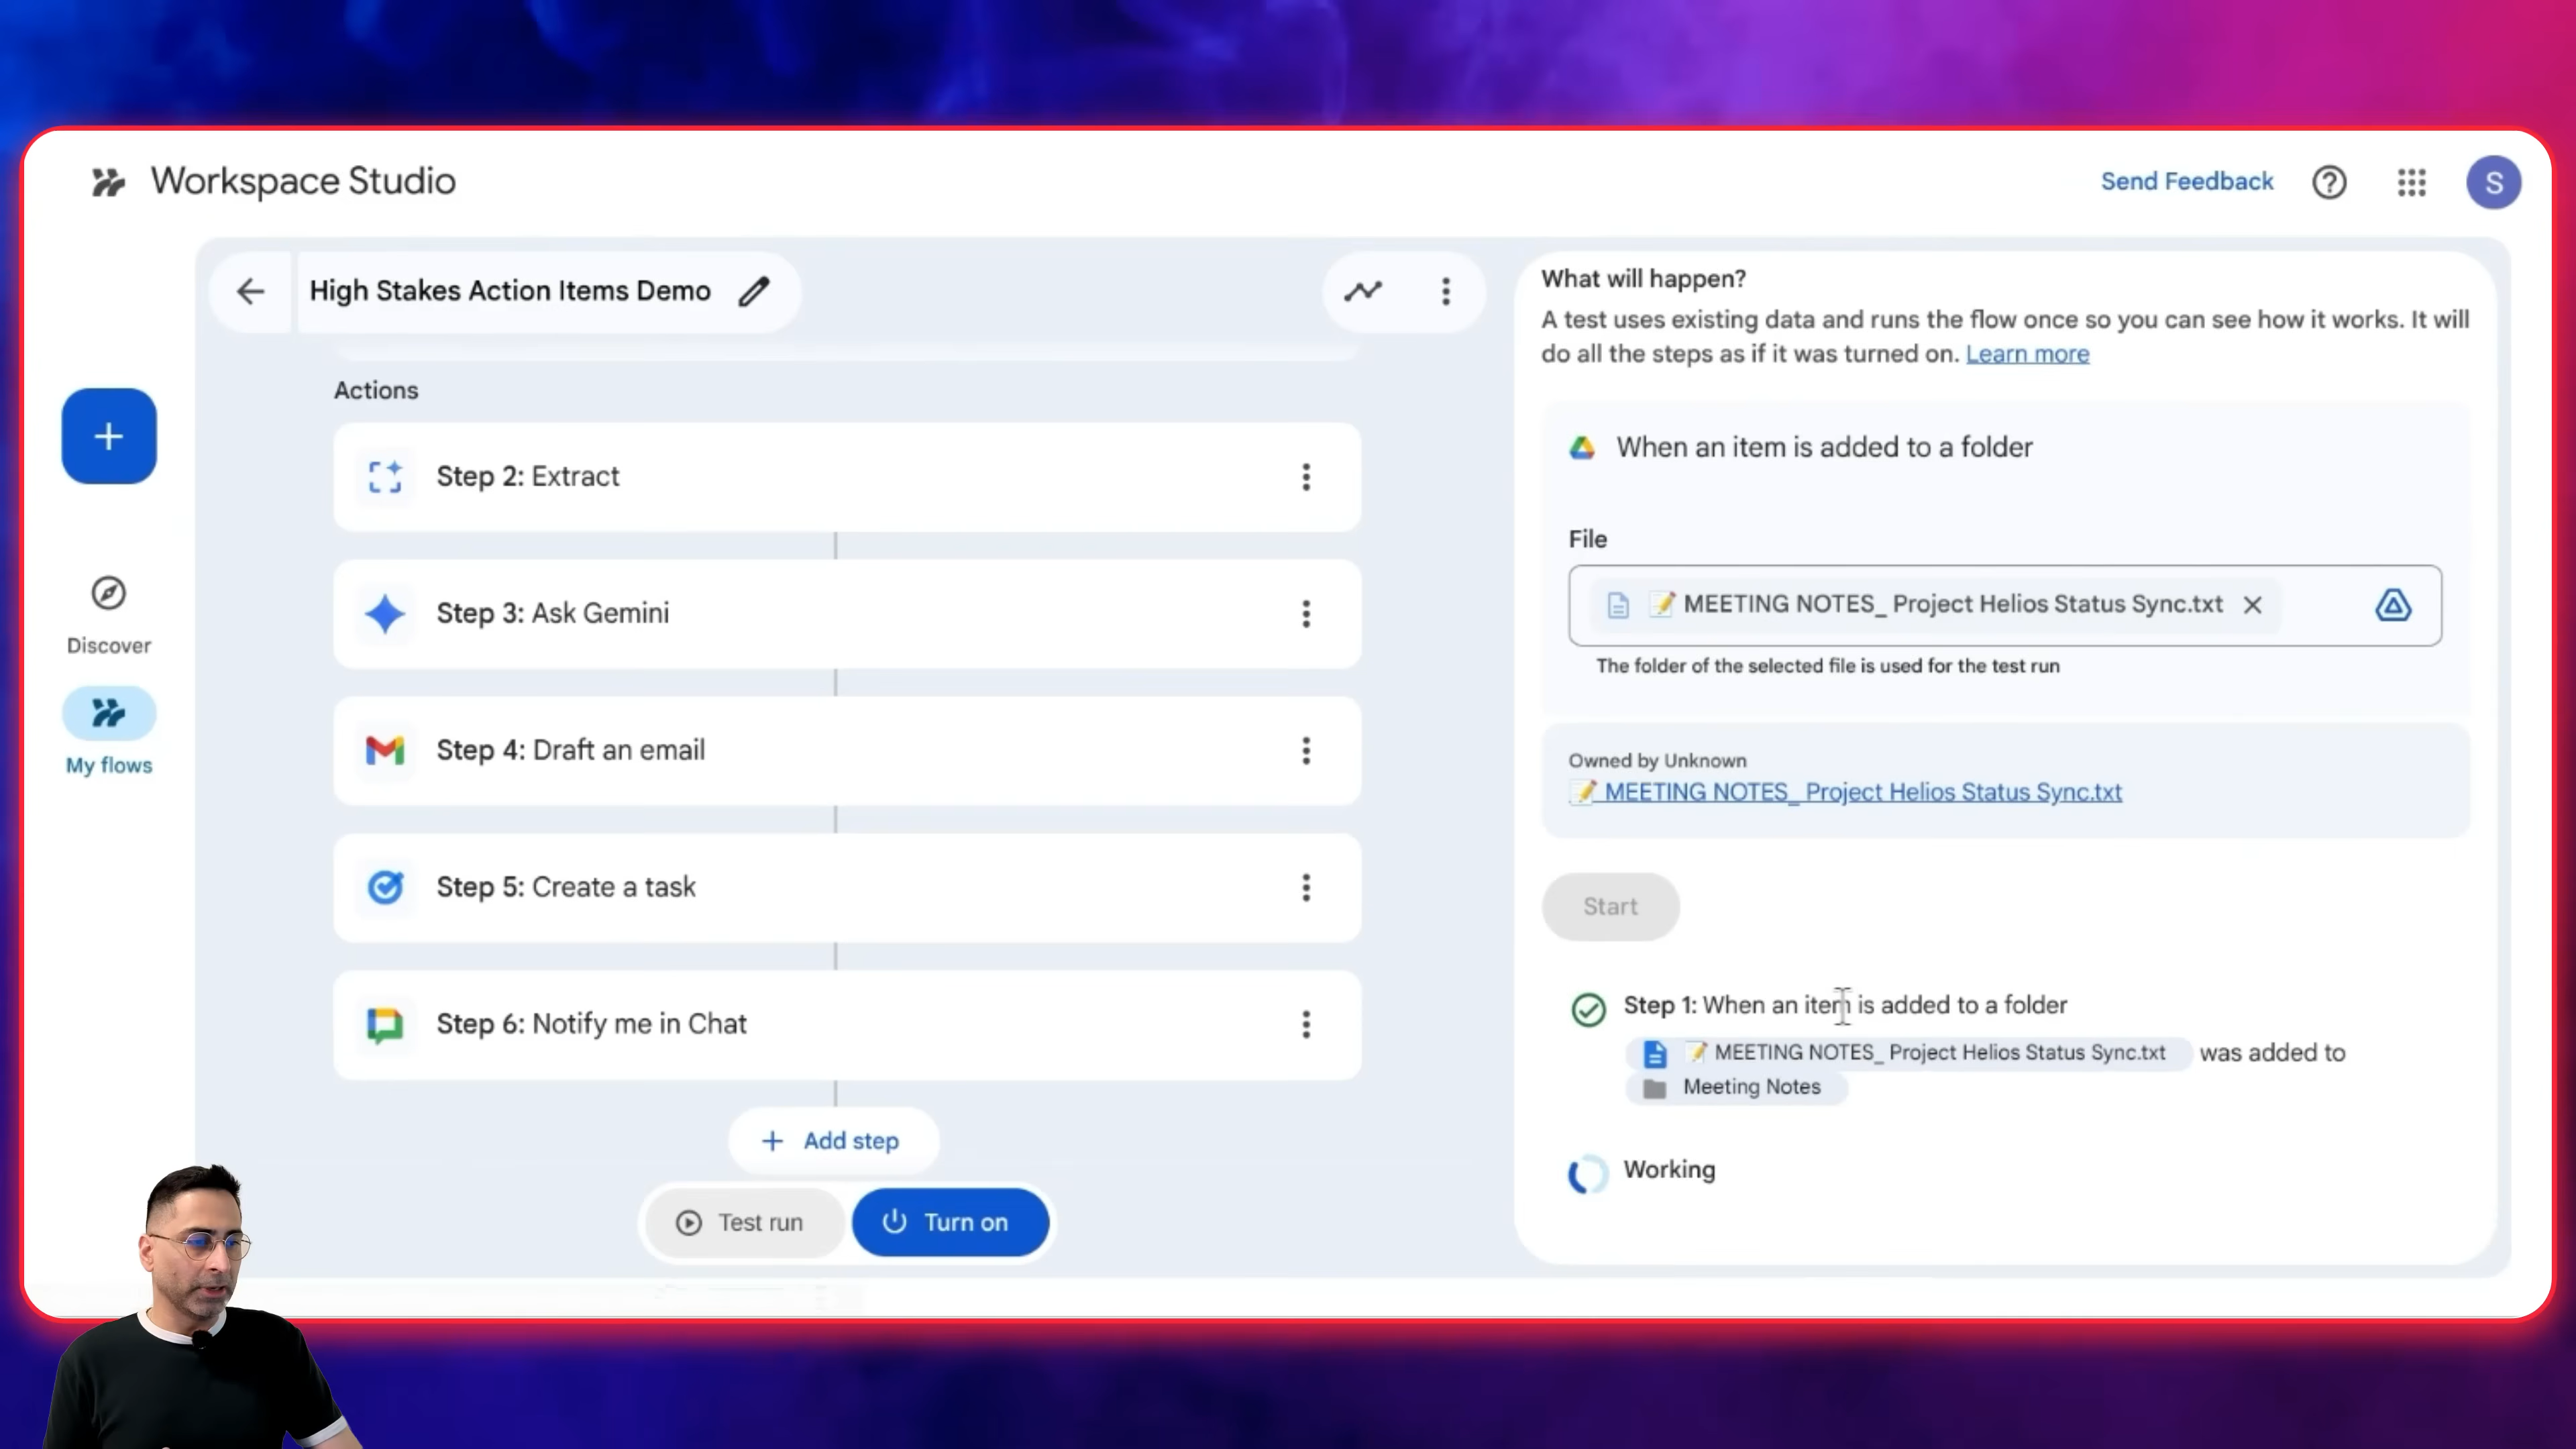 Workspace Studio
Send Feedback
S
High Stakes Action Items Demo
Discover
My flows
Actions
Step 2: Extract
Step 3: Ask Gemini
Step 4: Draft an email
Step 5: Create a task
Step 6: Notify me in Chat
+ Add step
Test run
Turn on
What will happen?
A test uses existing data and runs the flow once so you can see how it works. It will
do all the steps as if it was turned on. Learn more
When an item is added to a folder
File
📝 MEETING NOTES_ Project Helios Status Sync.txt
The folder of the selected file is used for the test run
Owned by Unknown
📝 MEETING NOTES_ Project Helios Status Sync.txt
Start
Step 1: When an item is added to a folder
📝 MEETING NOTES_ Project Helios Status Sync.txt was added to
Meeting Notes
Working